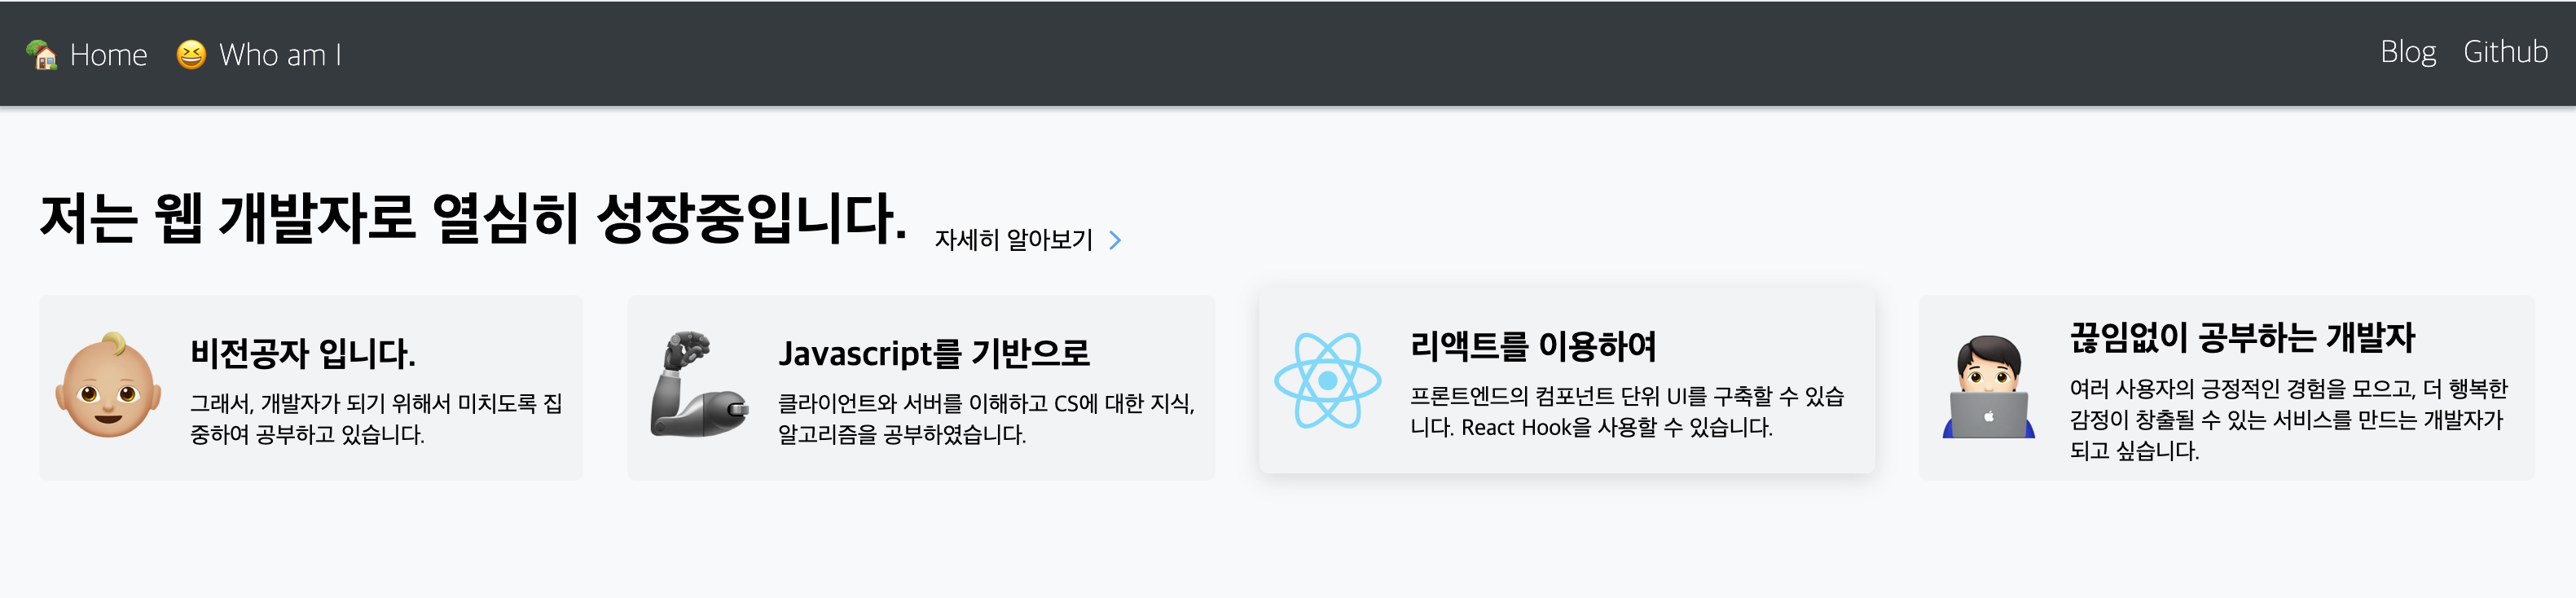 Home Who am I Blog Github
저는 웹 개발자로 열심히 성장중입니다. 자세히 알아보기
비전공자 입니다.
그래서, 개발자가 되기 위해서 미치도록 집
중하여 공부하고 있습니다.
Javascript를 기반으로
클라이언트와 서버를 이해하고 CS에 대한 지식,
알고리즘을 공부하였습니다.
리액트를 이용하여
프론트엔드의 컴포넌트 단위 UI를 구축할 수 있습
니다. React Hook을 사용할 수 있습니다.
끊임없이 공부하는 개발자
여러 사용자의 긍정적인 경험을 모으고, 더 행복한
감정이 창출될 수 있는 서비스를 만드는 개발자가
되고 싶습니다.